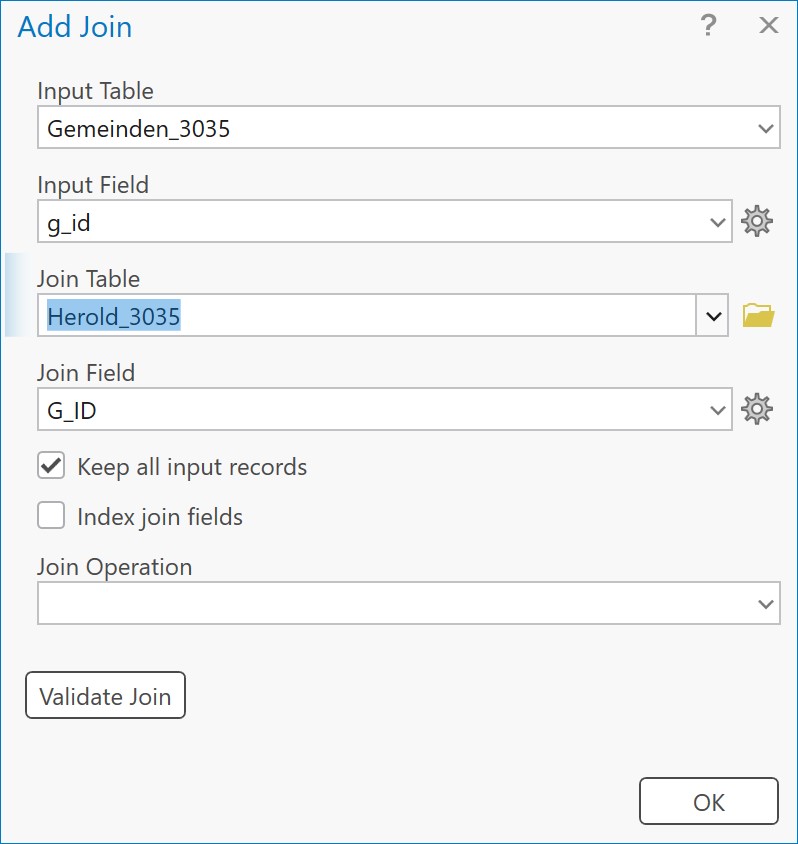 Add Join
?
Input Table
Gemeinden_3035
Input Field
g_id
Join Table
Herold_3035
Join Field
G_ID
Keep all input records
Index join fields
Join Operation
Validate Join
OK